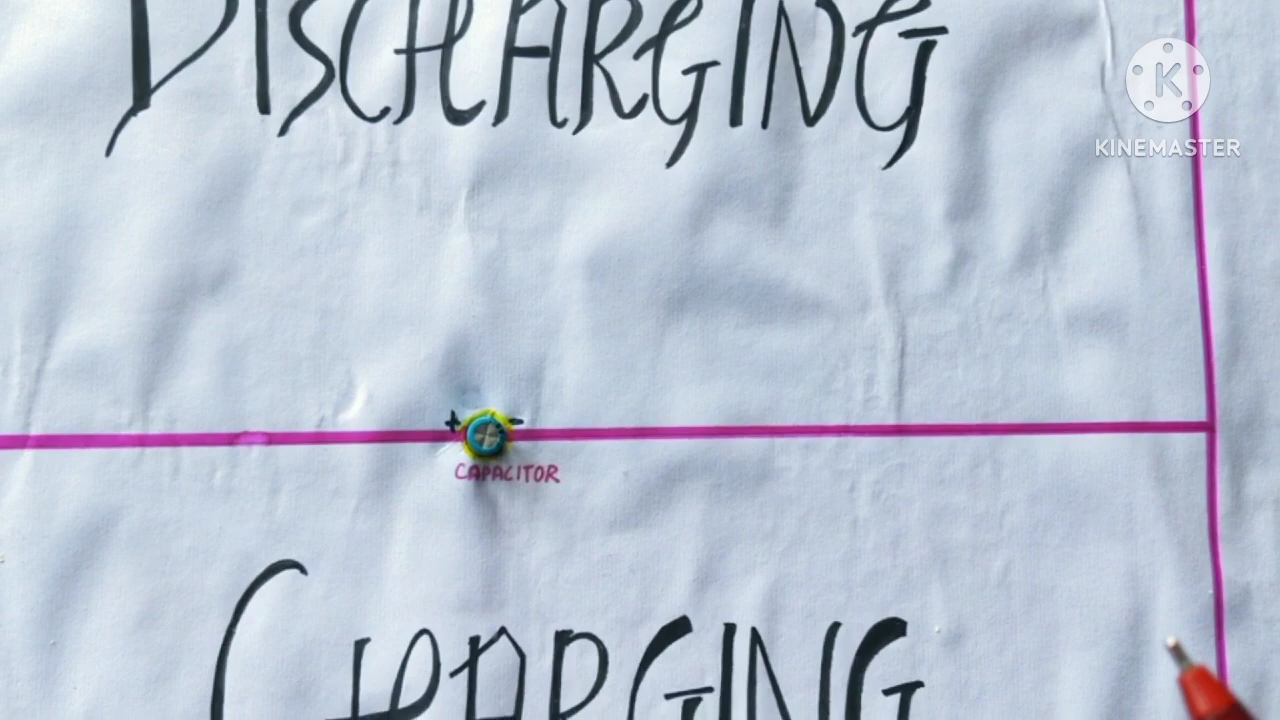 DISCHARGING
K
KINEMASTER
+ -
CAPACITOR
CHARGING